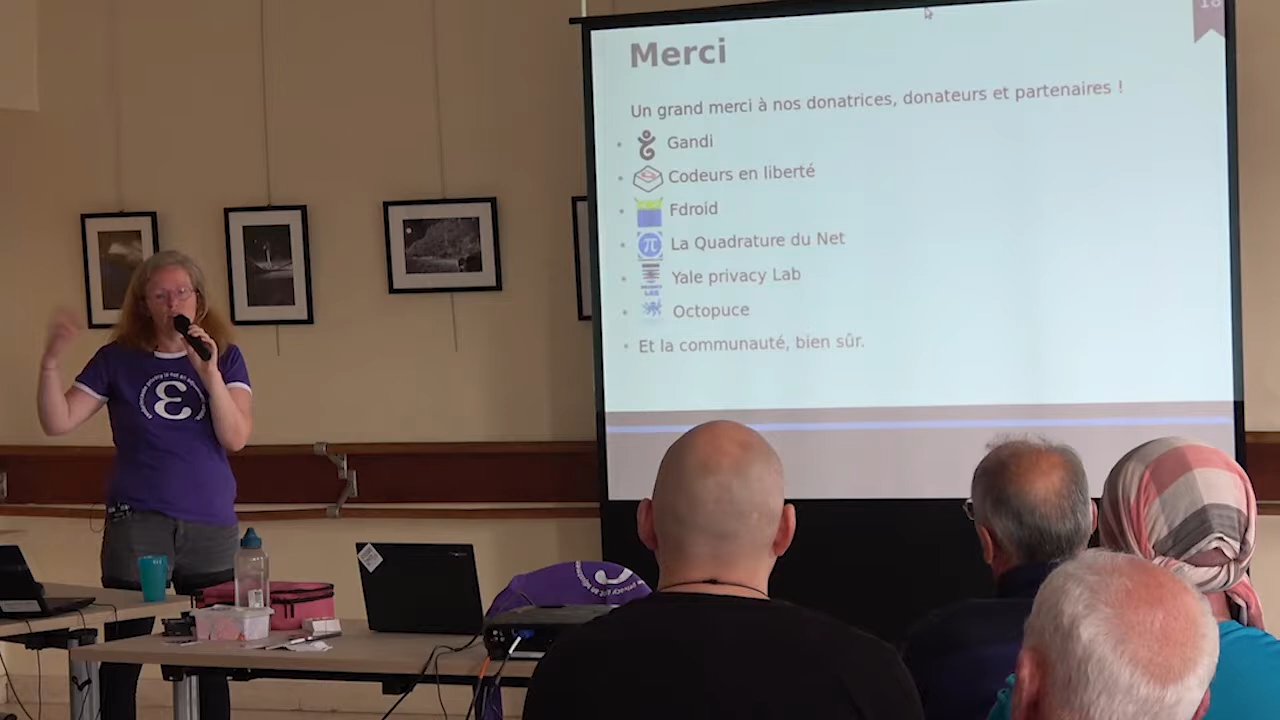 18
Merci
Un grand merci à nos donatrices, donateurs et partenaires !
Gandi
Codeurs en liberté
Fdroid
π La Quadrature du Net
Yale privacy Lab
Octopuce
Et la communauté, bien sûr.
ε